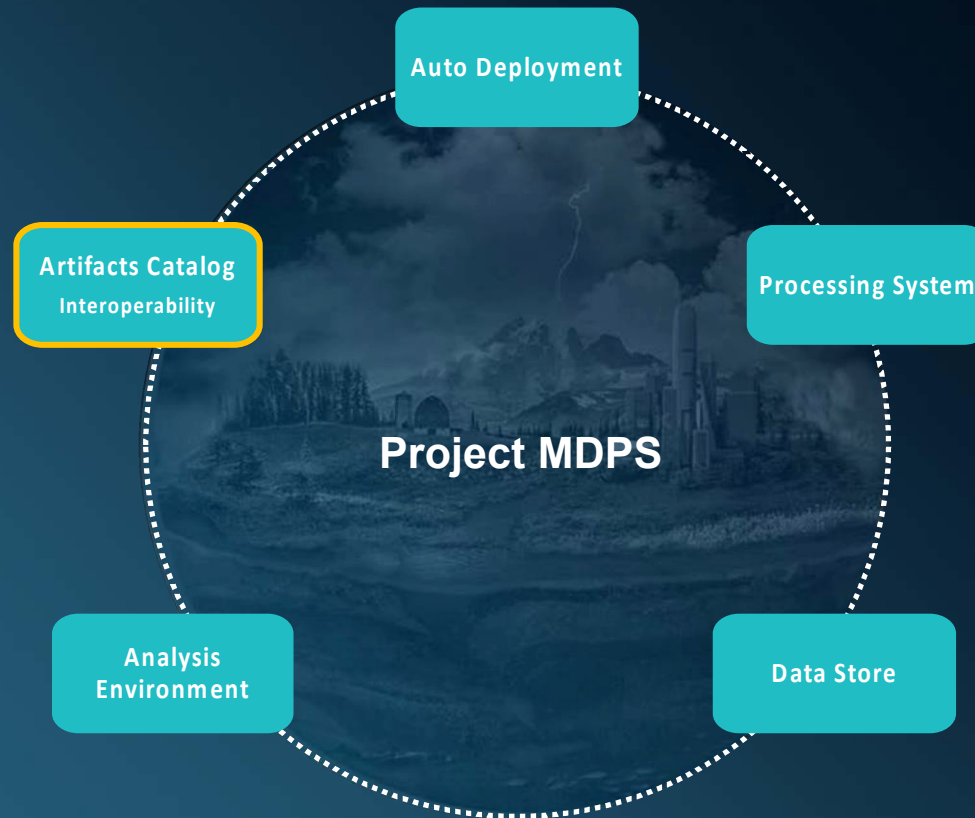 Auto Deployment
Artifacts Catalog
Interoperability
Processing System
Project MDPS
Analysis
Environment
Data Store